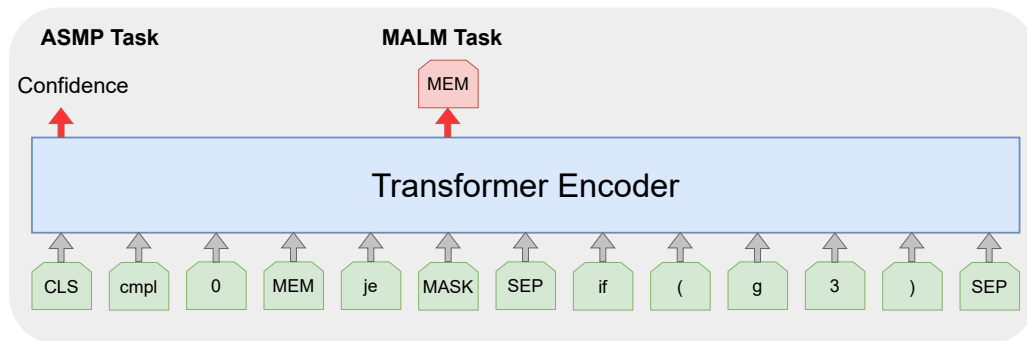 ASMP Task MALM Task
Confidence MEM
Transformer Encoder
CLS cmpl 0 MEM je MASK SEP if ( g 3 ) SEP